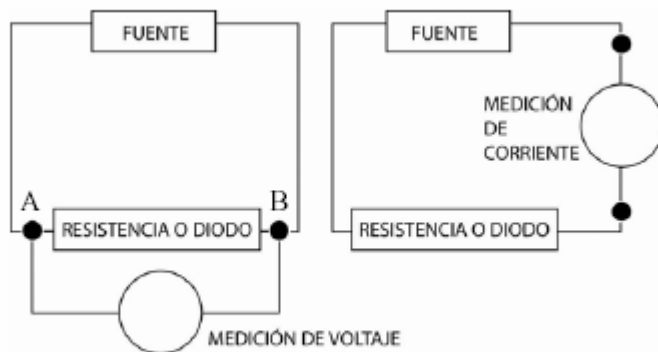 FUENTE
A
B
RESISTENCIA O DIODO
MEDICIÓN DE VOLTAJE
FUENTE
MEDICIÓN
DE
CORRIENTE
RESISTENCIA O DIODO